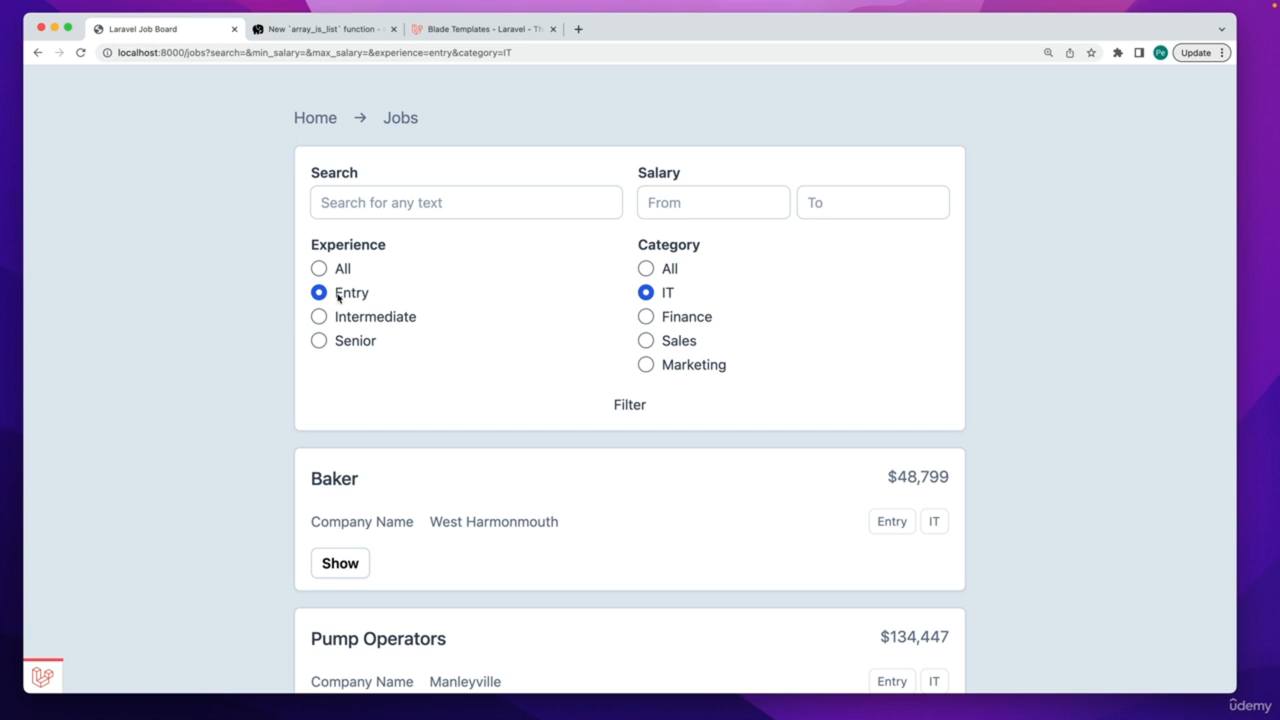 Laravel Job Board
New `array_is_list` function -
Blade Templates - Laravel - Th
localhost:8000/jobs?search=&min_salary=&max_salary=&experience=entry&category=IT
Pe
Update
Home → Jobs
Search
Salary
Search for any text
From
To
Experience
Category
All
All
Entry
IT
Intermediate
Finance
Senior
Sales
Marketing
Filter
Baker
$48,799
Company Name West Harmonmouth
Entry
IT
Show
Pump Operators
$134,447
Company Name Manleyville
Entry
IT
udemy